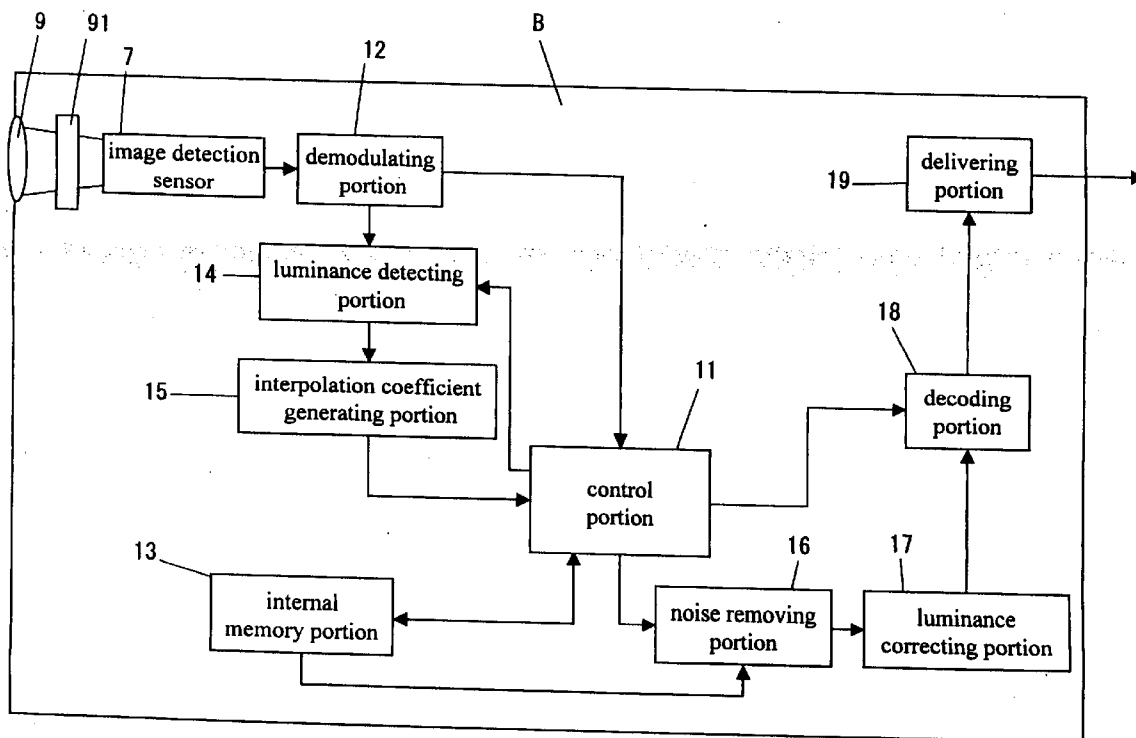 9
91
7
12
B
image detection
sensor
demodulating
portion
delivering
portion
19
14
luminance detecting
portion
18
15
interpolation coefficient
generating portion
11
decoding
portion
control
portion
13
16
17
internal
memory portion
noise removing
portion
luminance
correcting portion